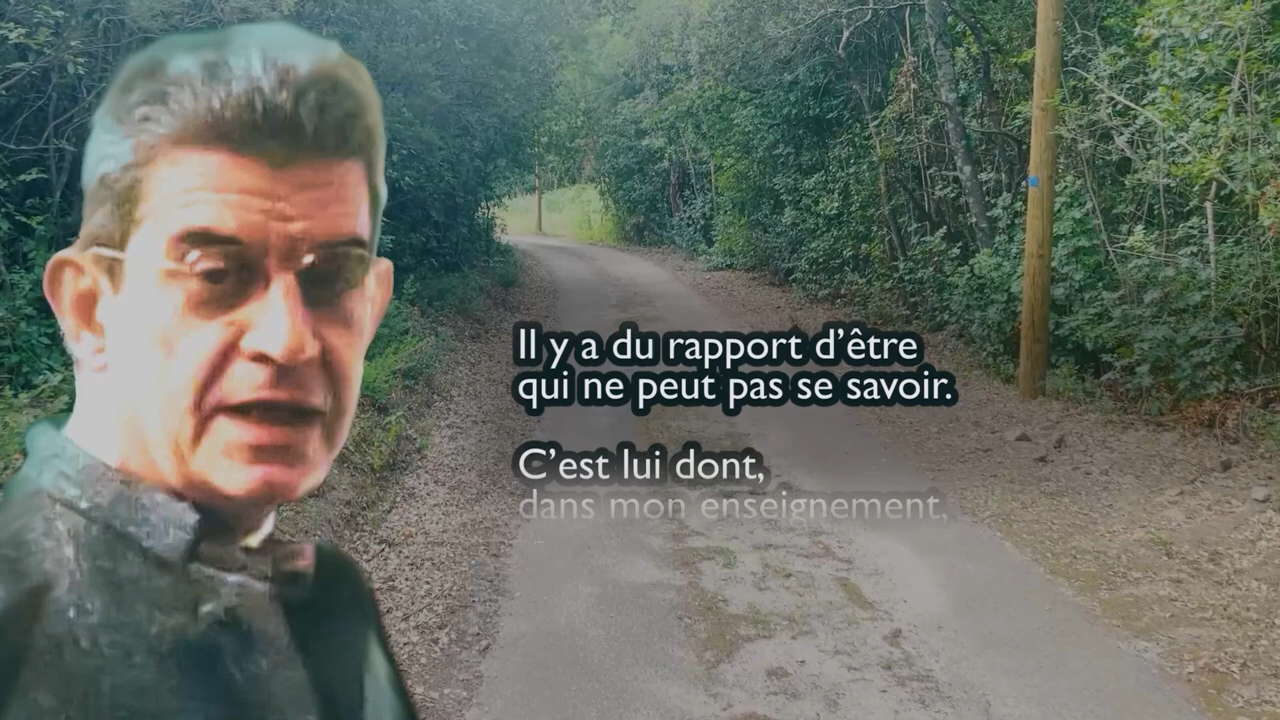 Il y a du rapport d’être
qui ne peut pas se savoir.
C’est lui dont,
dans mon enseignement,